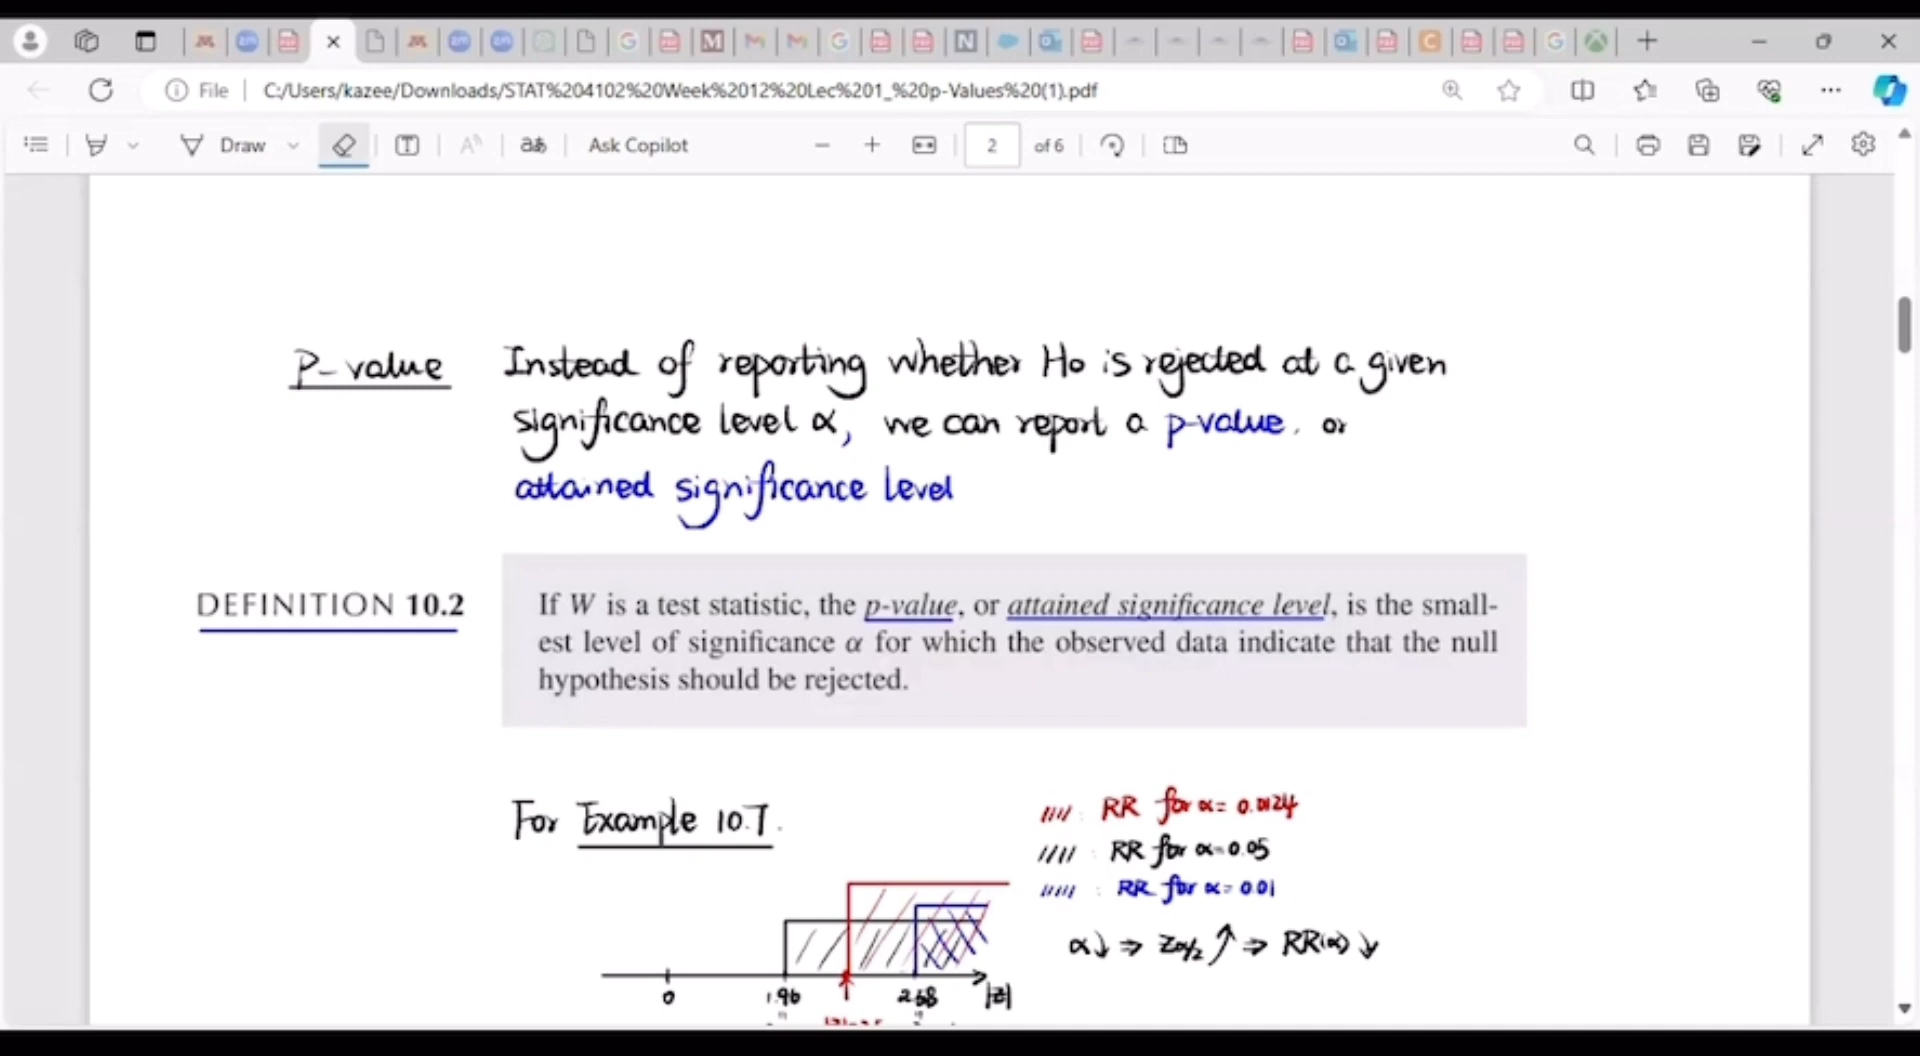 File
C:/Users/kazee/Downloads/STAT%204102%20Week%2012%20Lec%201_%20p-Values%20(1).pdf
Draw
Ask Copilot
2 of 6
P-value Instead of reporting whether H0 is rejected at a given
significance level α, we can report a p-value. or
attained significance level
DEFINITION 10.2
If W is a test statistic, the p-value, or attained significance level, is the small-
est level of significance α for which the observed data indicate that the null
hypothesis should be rejected.
For Example 10.7.
RR for α= 0.0124
RR for α=0.05
RR for α= 0.01
α↓ ⇒ Zα/2 ↑ ⇒ RR(α) ↓
0 1.96 2.58 |Z|